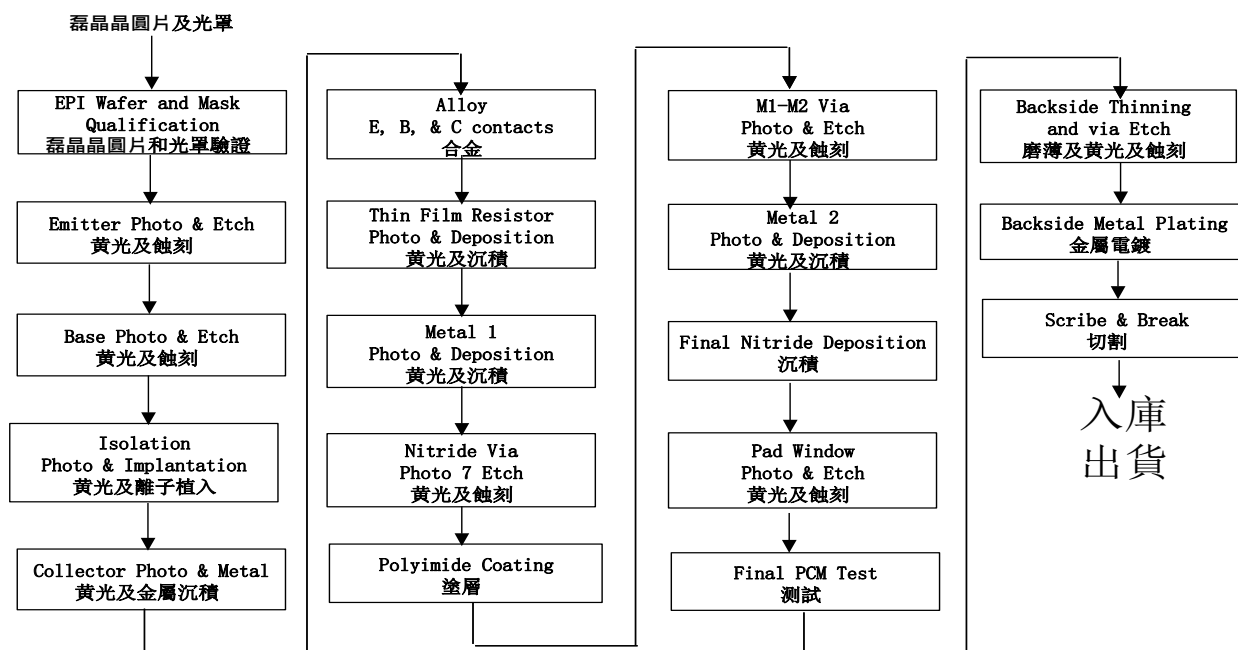 磊晶晶圓片及光罩
EPI Wafer and Mask
Qualification
磊晶晶圓片和光罩驗證
Emitter Photo & Etch
黃光及蝕刻
Base Photo & Etch
黃光及蝕刻
Isolation
Photo & Implantation
黃光及離子植入
Collector Photo & Metal
黃光及金屬沉積
Alloy
E, B, & C contacts
合金
Thin Film Resistor
Photo & Deposition
黃光及沉積
Metal 1
Photo & Deposition
黃光及沉積
Nitride Via
Photo 7 Etch
黃光及蝕刻
Polyimide Coating
塗層
M1-M2 Via
Photo & Etch
黃光及蝕刻
Metal 2
Photo & Deposition
黃光及沉積
Final Nitride Deposition
沉積
Pad Window
Photo & Etch
黃光及蝕刻
Final PCM Test
測試
Backside Thinning
and via Etch
磨薄及黃光及蝕刻
Backside Metal Plating
金屬電鍍
Scribe & Break
切割
入庫
出貨